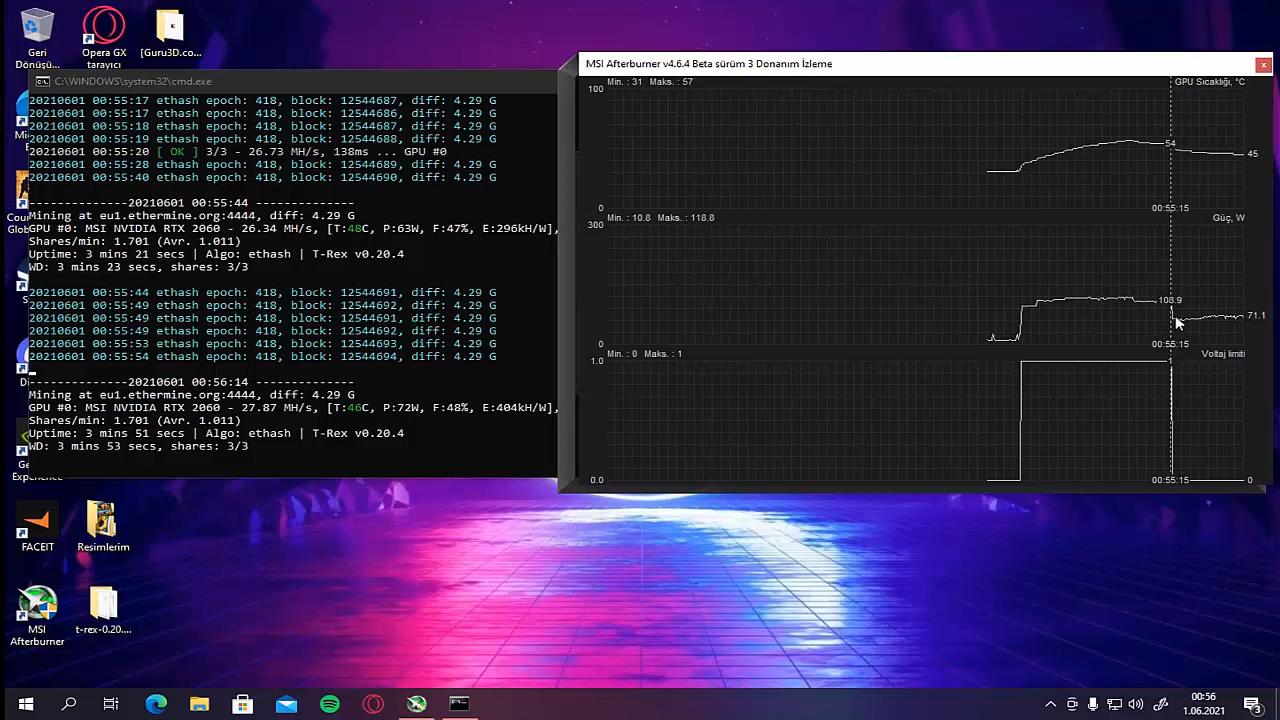 Geri
Dönüşü...
Opera GX
tarayıcı
K
[Guru3D.co...
C:\WINDOWS\system32\cmd.exe
20210601 00:55:17 ethash epoch: 418, block: 12544687, diff: 4.29 G
20210601 00:55:17 ethash epoch: 418, block: 12544686, diff: 4.29 G
20210601 00:55:18 ethash epoch: 418, block: 12544687, diff: 4.29 G
20210601 00:55:19 ethash epoch: 418, block: 12544688, diff: 4.29 G
20210601 00:55:20 [ OK ] 3/3 - 26.73 MH/s, 138ms ... GPU #0
20210601 00:55:28 ethash epoch: 418, block: 12544689, diff: 4.29 G
20210601 00:55:40 ethash epoch: 418, block: 12544690, diff: 4.29 G
--------------20210601 00:55:44 --------------
Mining at eu1.ethermine.org:4444, diff: 4.29 G
GPU #0: MSI NVIDIA RTX 2060 - 26.34 MH/s, [T:48C, P:63W, F:47%, E:296kH/W],
Shares/min: 1.701 (Avr. 1.011)
Uptime: 3 mins 21 secs | Algo: ethash | T-Rex v0.20.4
WD: 3 mins 23 secs, shares: 3/3
20210601 00:55:44 ethash epoch: 418, block: 12544691, diff: 4.29 G
20210601 00:55:49 ethash epoch: 418, block: 12544692, diff: 4.29 G
20210601 00:55:49 ethash epoch: 418, block: 12544691, diff: 4.29 G
20210601 00:55:49 ethash epoch: 418, block: 12544692, diff: 4.29 G
20210601 00:55:53 ethash epoch: 418, block: 12544693, diff: 4.29 G
20210601 00:55:54 ethash epoch: 418, block: 12544694, diff: 4.29 G
--------------20210601 00:56:14 --------------
Mining at eu1.ethermine.org:4444, diff: 4.29 G
GPU #0: MSI NVIDIA RTX 2060 - 27.87 MH/s, [T:46C, P:72W, F:48%, E:404kH/W],
Shares/min: 1.701 (Avr. 1.011)
Uptime: 3 mins 51 secs | Algo: ethash | T-Rex v0.20.4
WD: 3 mins 53 secs, shares: 3/3
MSI Afterburner v4.6.4 Beta sürüm 3 Donanım İzleme
Min. : 31 Maks. : 57
GPU Sıcaklığı, °C
100
54
45
0
00:55:15
Min. : 10.8 Maks. : 118.8
Güç, W
300
108.9
71.1
0
00:55:15
Min. : 0 Maks. : 1
Voltaj limiti
1.0
1
0.0
00:55:15
0
FACEIT
Resimlerim
MSI
Afterburner
t-rex-0.20...
00:56
1.06.2021
3